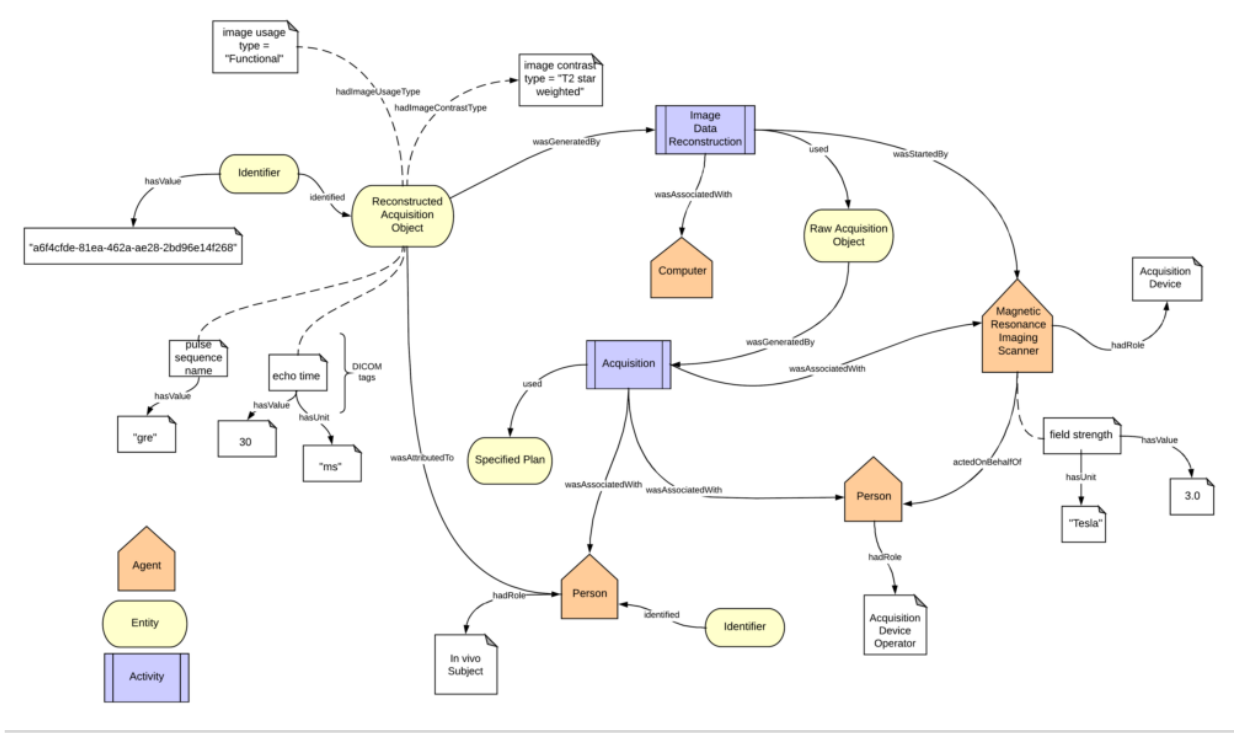 image usage
type =
"Functional"
image contrast
type = "T2 star
weighted"
hadImageUsageType
hadImageContrastType
Image
Data
Reconstruction
wasGeneratedBy
used
wasStartedBy
Identifier
hasValue
identified
wasAssociatedWith
Reconstructed
Acquisition
Object
Raw Acquisition
Object
"a6f4cfde-81ea-462a-ae28-2bd96e14f268"
Computer
Acquisition
Device
Magnetic
Resonance
Imaging
Scanner
hadRole
wasGeneratedBy
pulse
sequence
name
echo time
DICOM
tags
Acquisition
wasAssociatedWith
used
hasValue
hasValue
hasUnit
"gre"
30
"ms"
field strength
hasValue
wasAttributedTo
Specified Plan
actedOnBehalfOf
hasUnit
wasAssociatedWith
wasAssociatedWith
Person
3.0
"Tesla"
hadRole
Agent
Person
hadRole
identified
Identifier
Entity
Acquisition
Device
Operator
In vivo
Subject
Activity